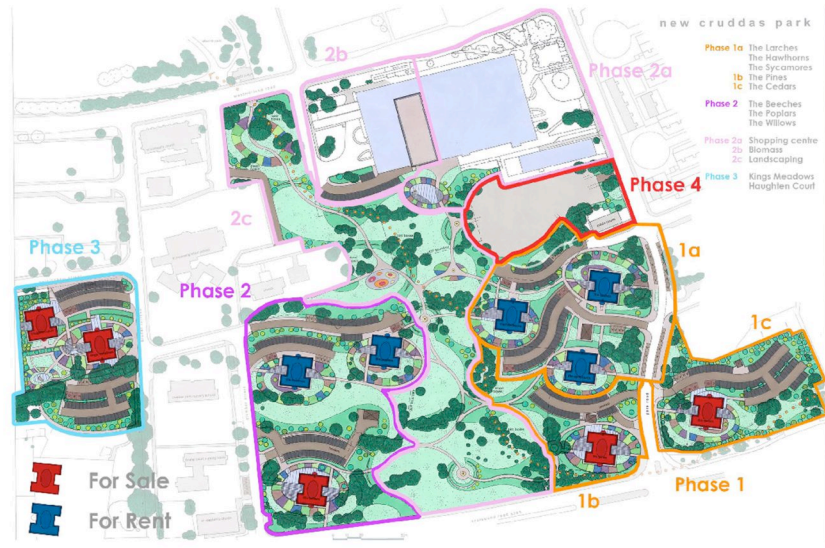 new cruddas park
2b
Phase 2a
Phase 1a The Larches
The Hawthorns
The Sycamores
1b The Pines
1c The Cedars
Phase 2 The Beeches
The Poplars
The Willows
Phase 2a Shopping centre
2b Biomass
2c Landscaping
Phase 3 Kings Meadows
Haughlen Court
Phase 4
2c
1a
Phase 3
Phase 2
1c
For Sale
For Rent
1b
Phase 1